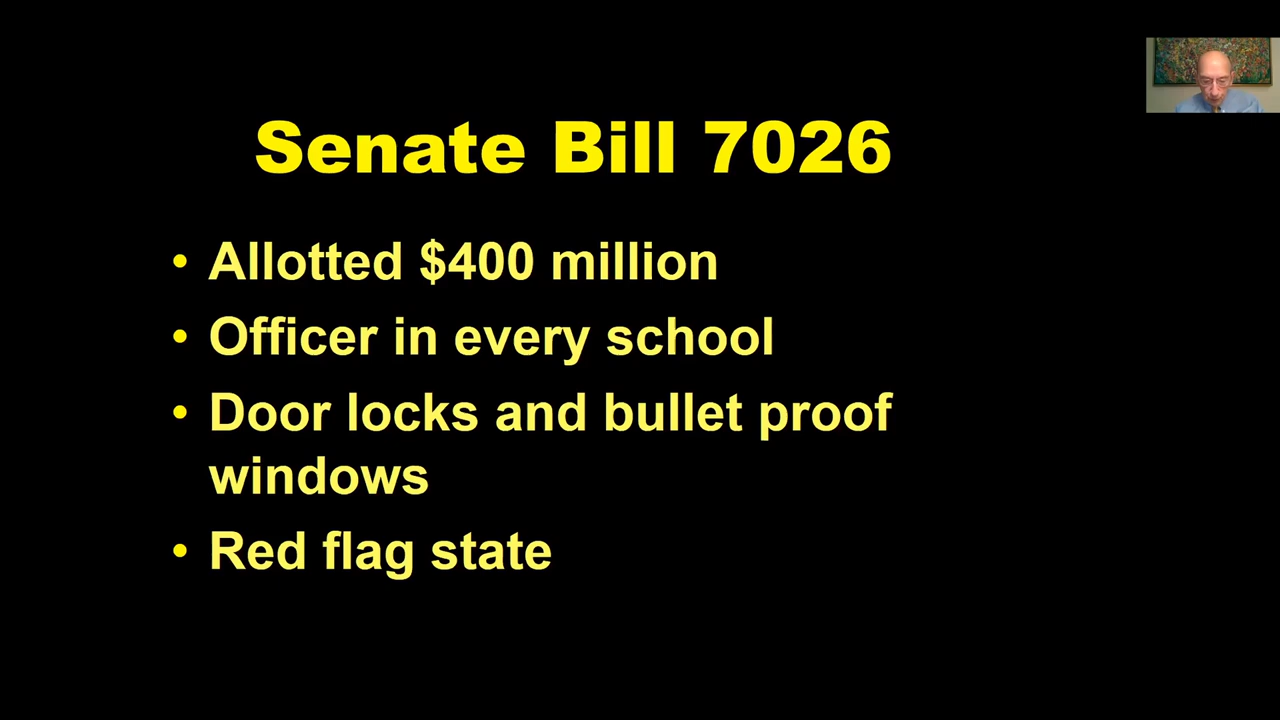 Senate Bill 7026
• Allotted $400 million
• Officer in every school
• Door locks and bullet proof
windows
• Red flag state